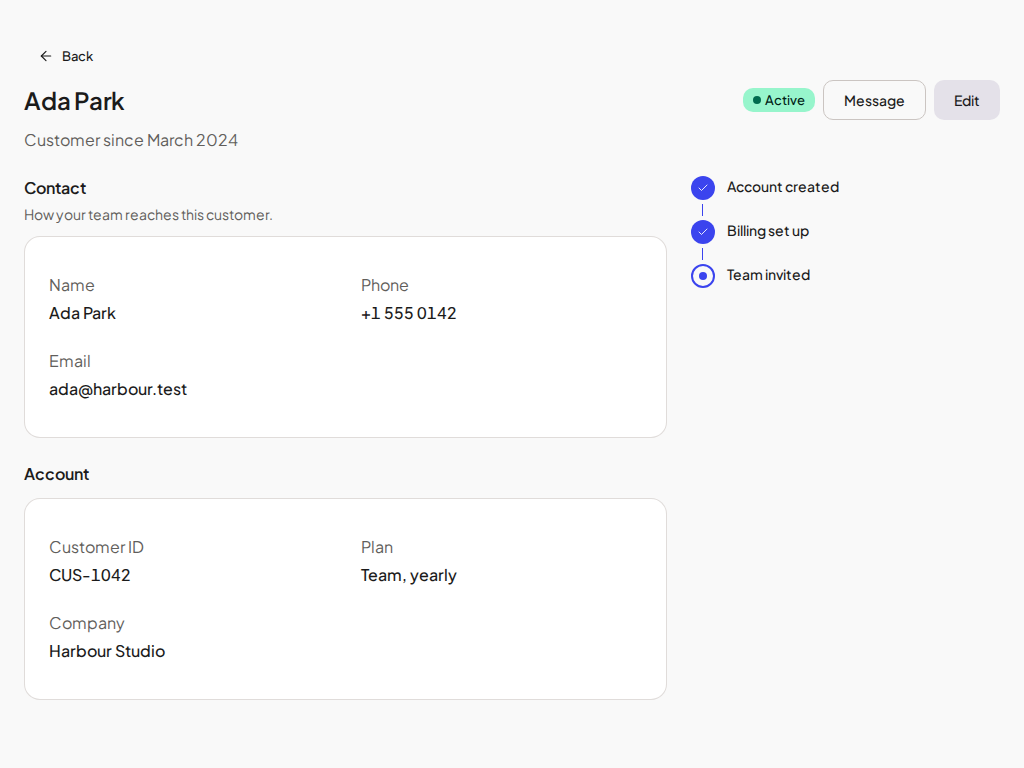 Back
Ada Park
Active
Message
Edit
Customer since March 2024
Contact
How your team reaches this customer.
Name
Ada Park
Phone
+1 555 0142
Email
ada@harbour.test
Account
Customer ID
CUS-1042
Plan
Team, yearly
Company
Harbour Studio
Account created
Billing set up
Team invited